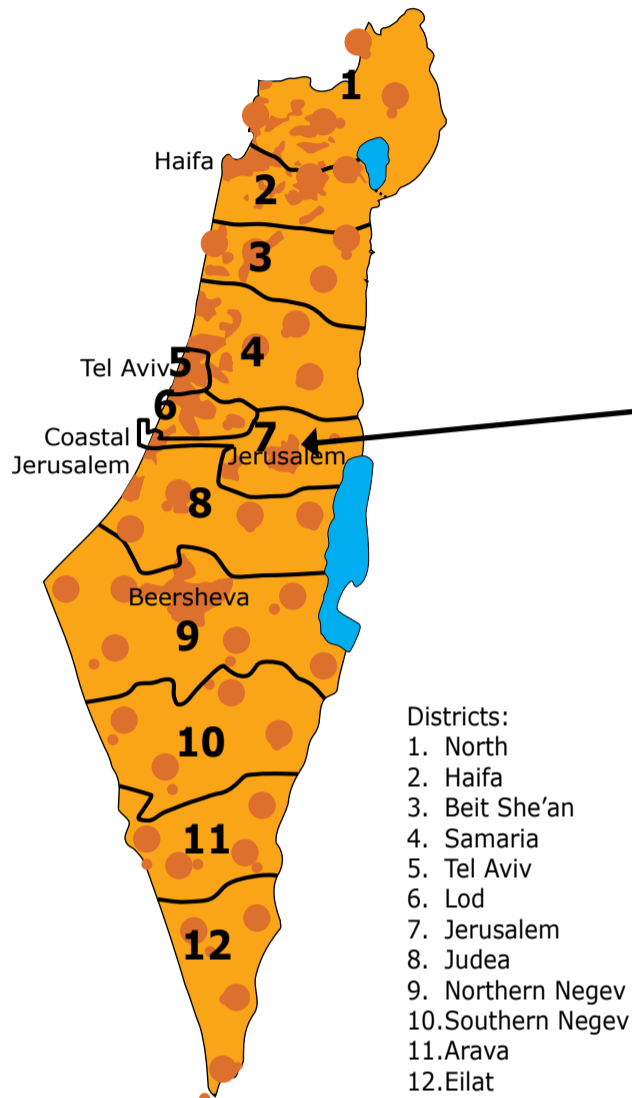 1
Haifa
2
3
4
Tel Aviv
5
6
Coastal
Jerusalem
7
Jerusalem
8
Beersheva
9
10
11
12
Districts:
1. North
2. Haifa
3. Beit She’an
4. Samaria
5. Tel Aviv
6. Lod
7. Jerusalem
8. Judea
9. Northern Negev
10.Southern Negev
11.Arava
12.Eilat